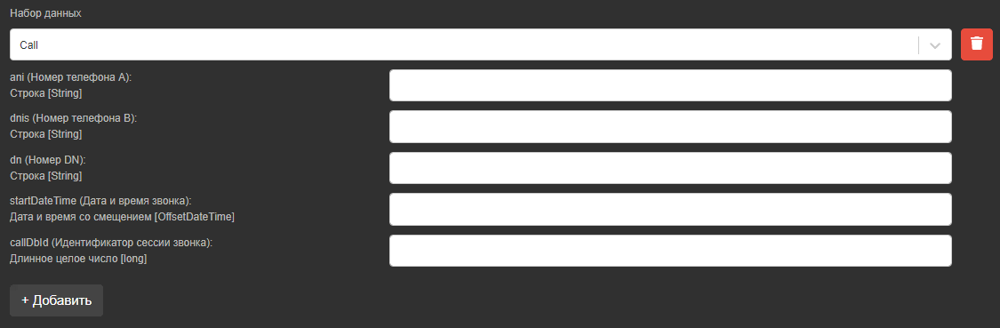 Набор данных
Call
ani (Номер телефона А):
Строка [String]
dnis (Номер телефона B):
Строка [String]
dn (Номер DN):
Строка [String]
startDateTime (Дата и время звонка):
Дата и время со смещением [OffsetDateTime]
callDbId (Идентификатор сессии звонка):
Длинное целое число [long]
+ Добавить